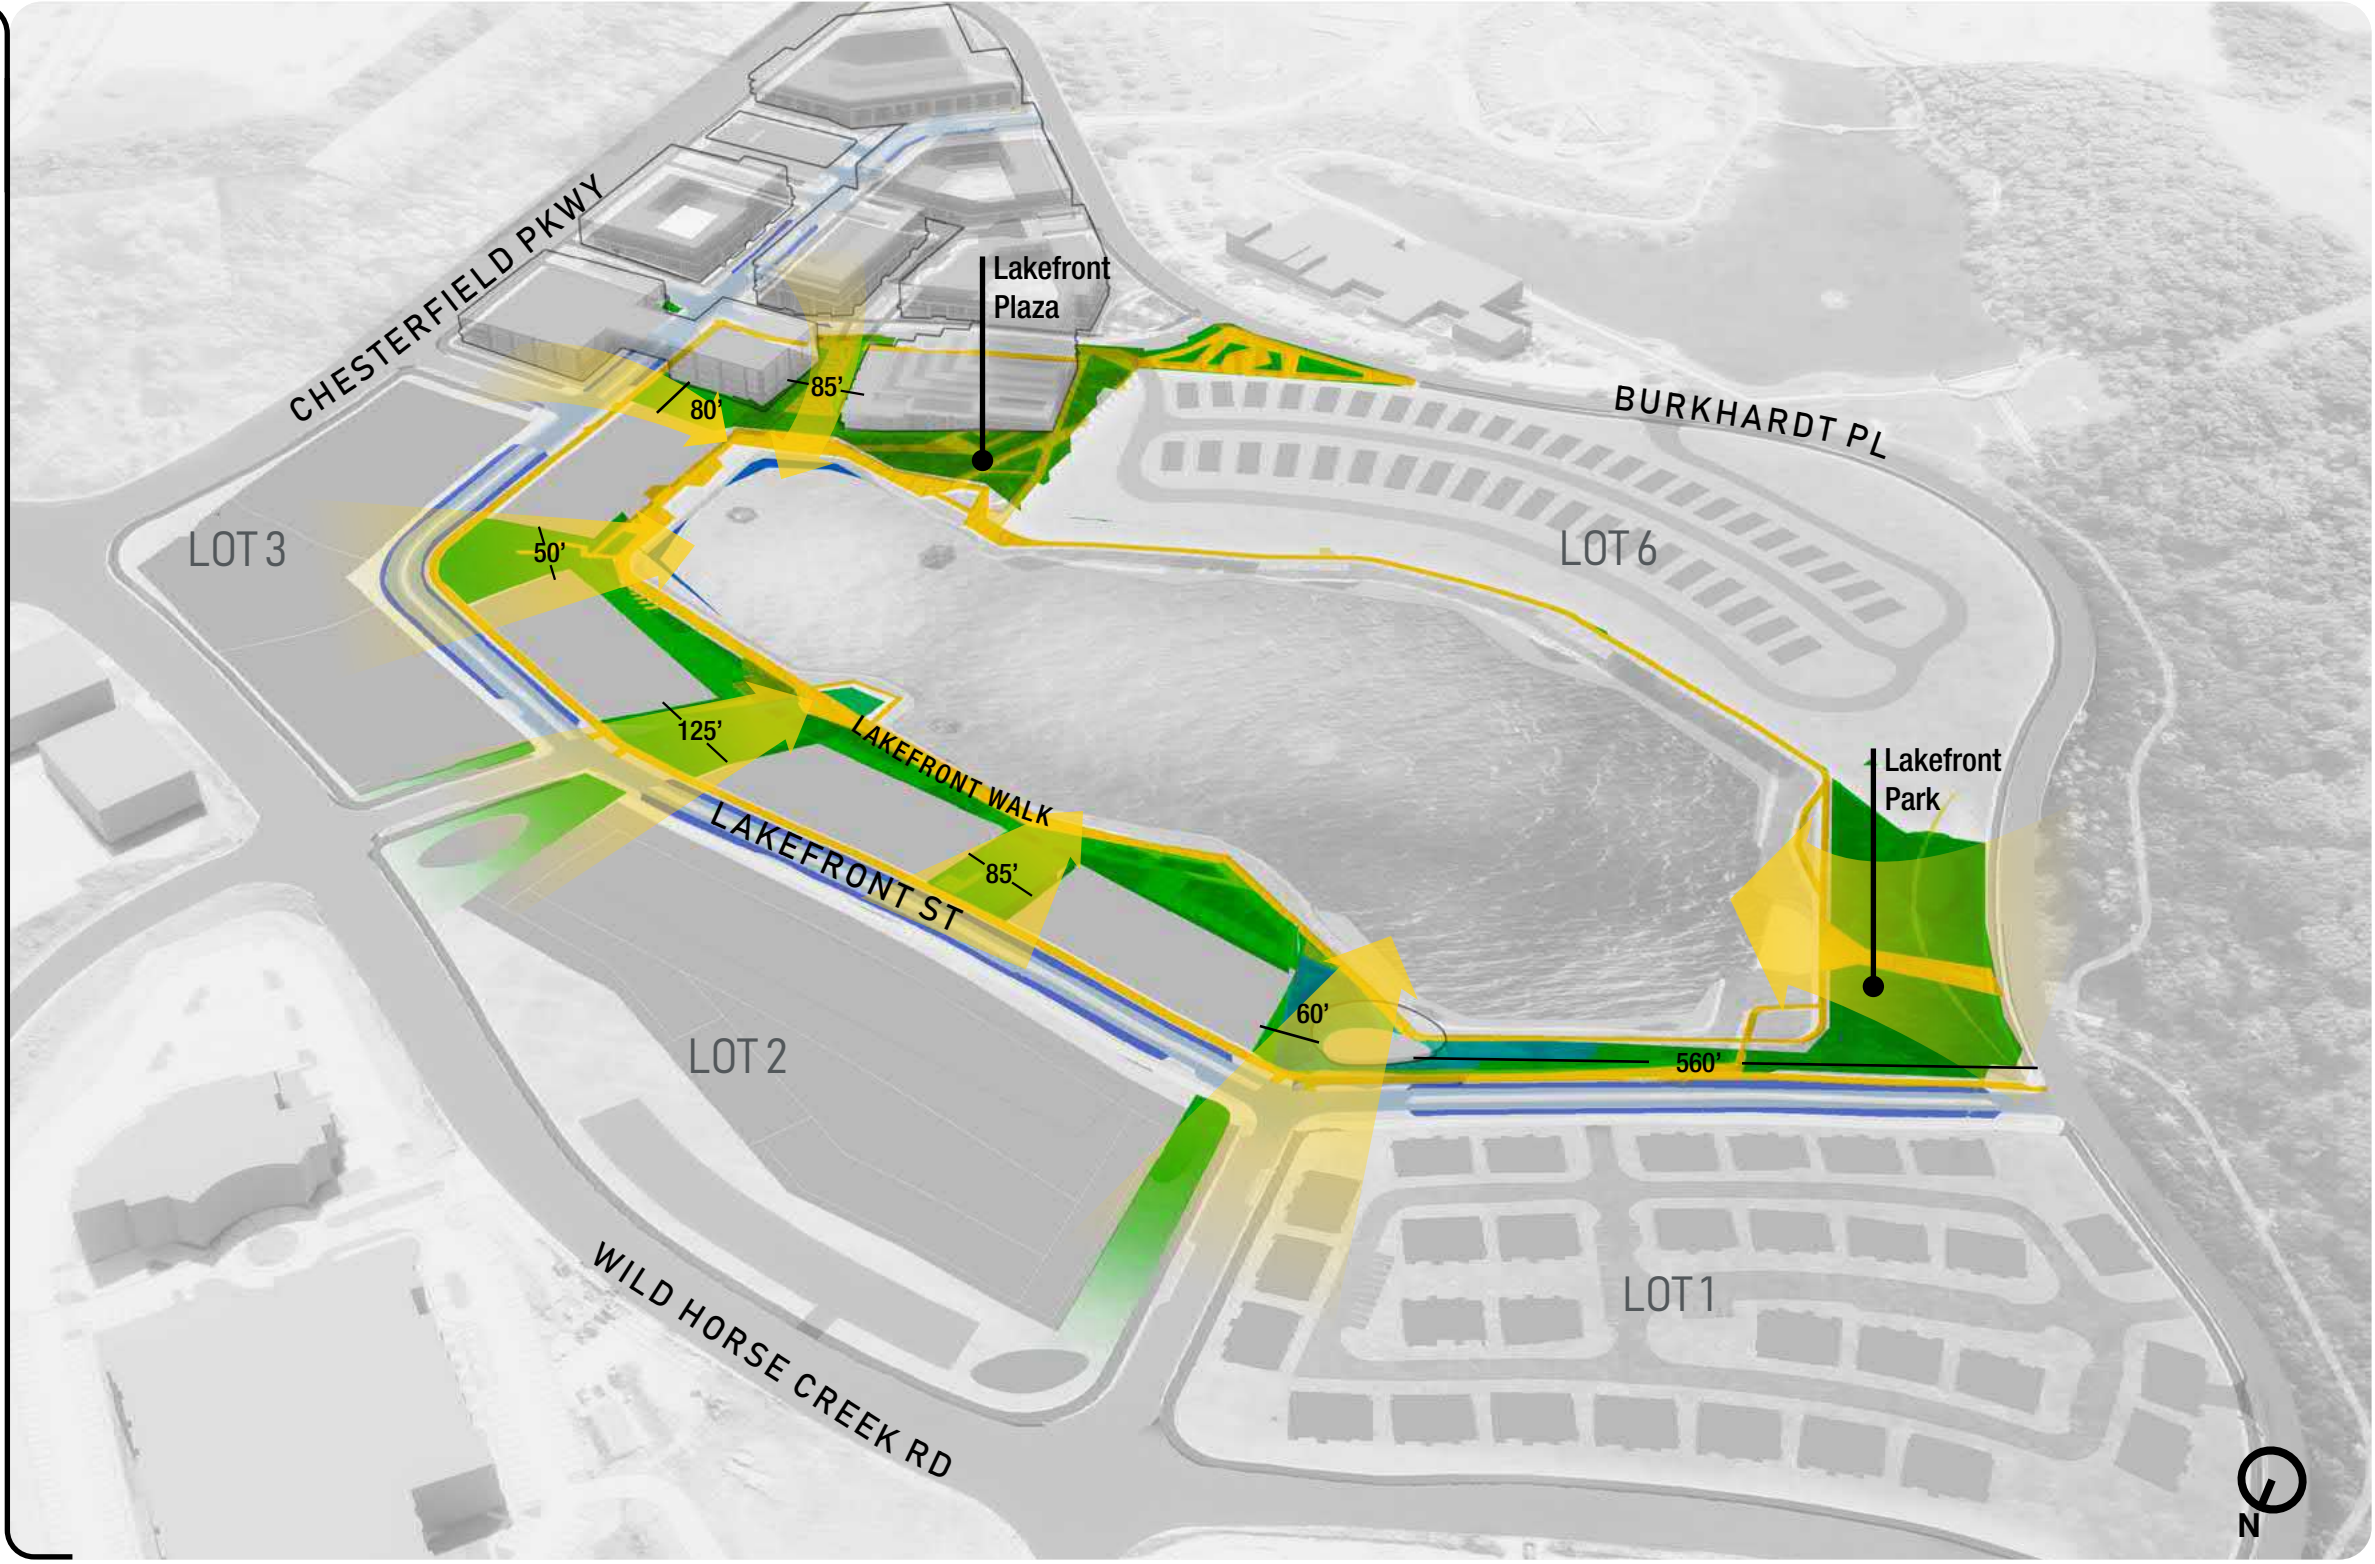 CHESTERFIELD PKWY
Lakefront
Plaza
85’
80’
BURKHARDT PL
LOT 3
50’
LOT 6
125’
LAKEFRONT WALK
Lakefront
Park
LAKEFRONT ST
85’
60’
560’
LOT 2
LOT 1
WILD HORSE CREEK RD
N